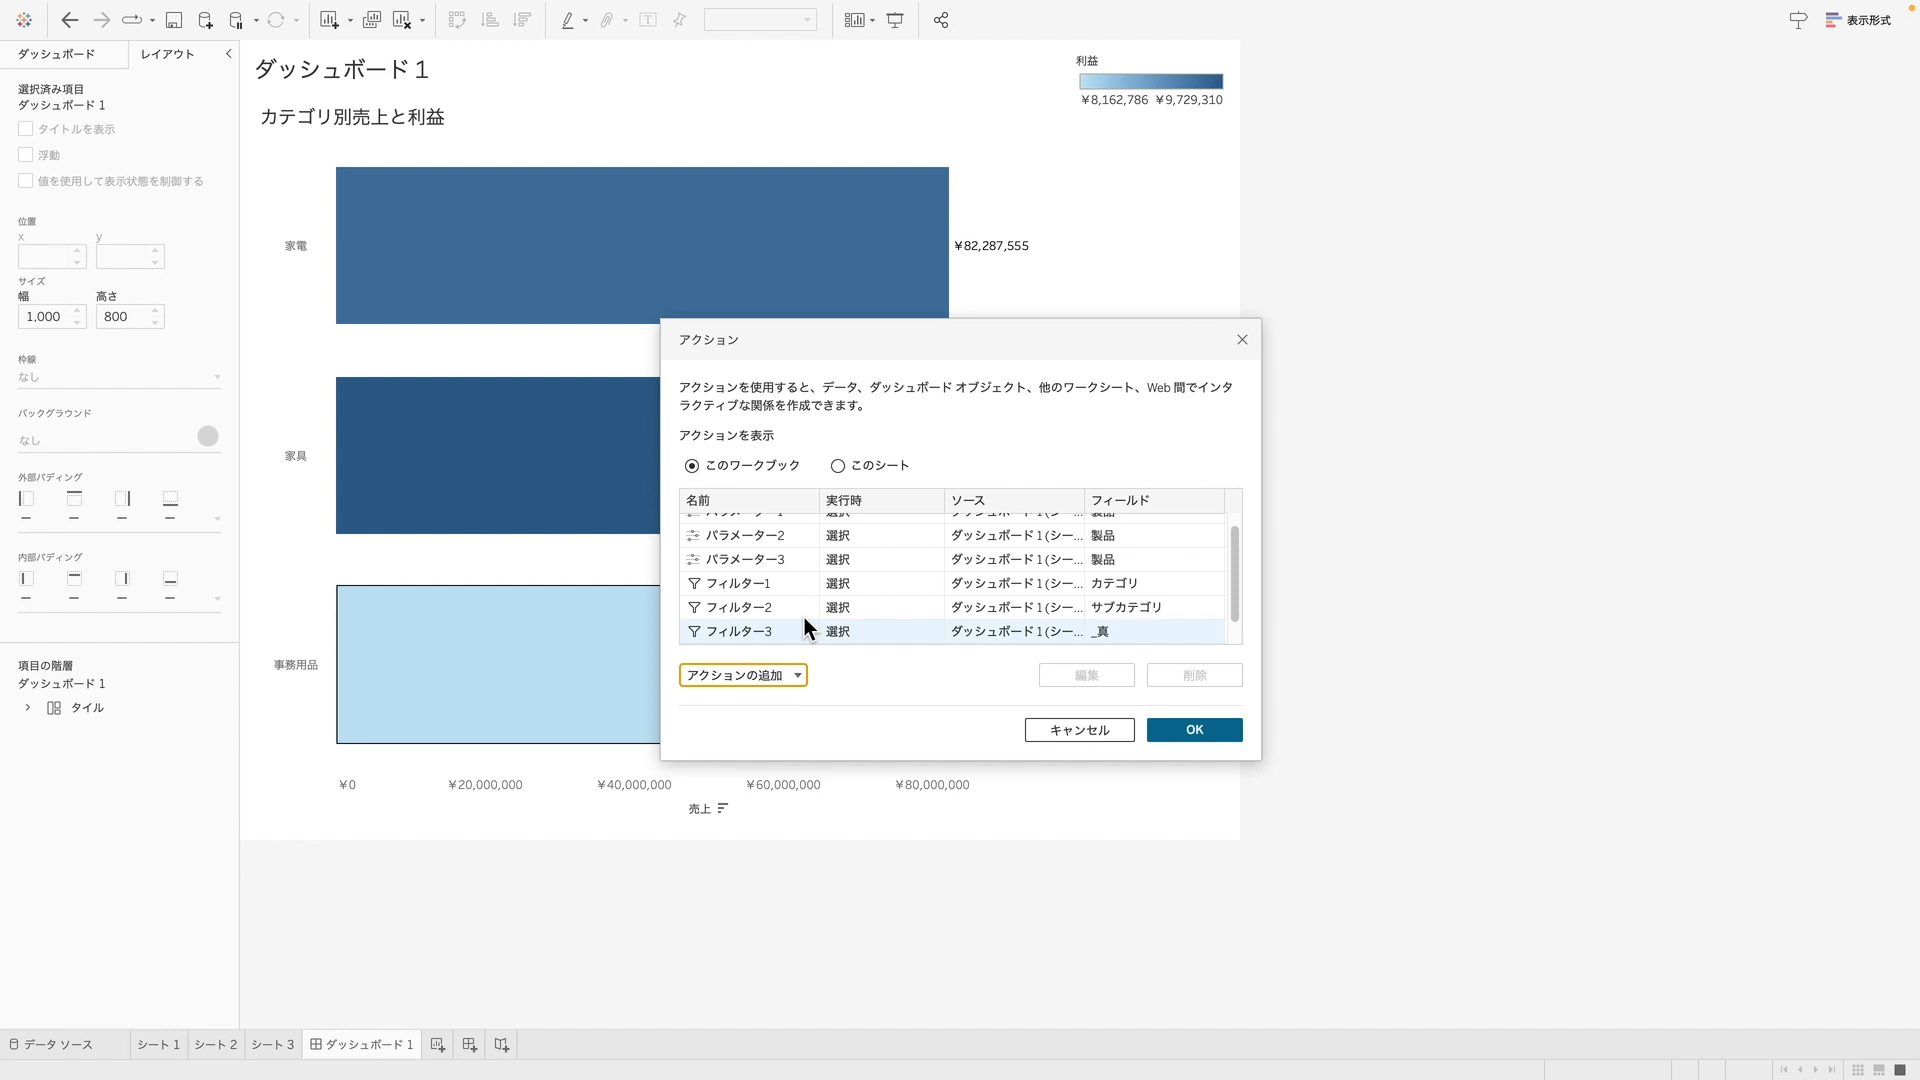 表示形式
ダッシュボード
レイアウト
選択済み項目
ダッシュボード 1
タイトルを表示
浮動
値を使用して表示状態を制御する
位置
x
y
サイズ
幅
高さ
1,000
800
枠線
なし
バックグラウンド
なし
外部パディング
内部パディング
項目の階層
ダッシュボード 1
タイル
ダッシュボード 1
カテゴリ別売上と利益
利益
¥8,162,786 ¥9,729,310
家電
¥82,287,555
家具
事務用品
¥0
¥20,000,000
¥40,000,000
¥60,000,000
¥80,000,000
売上
アクション
アクションを使用すると、データ、ダッシュボード オブジェクト、他のワークシート、Web 間でインタ
ラクティブな関係を作成できます。
アクションを表示
このワークブック
このシート
名前 実行時 ソース フィールド
パラメーター1 選択 ダッシュボード 1 (シー... 製品
パラメーター2 選択 ダッシュボード 1 (シー... 製品
パラメーター3 選択 ダッシュボード 1 (シー... 製品
フィルター1 選択 ダッシュボード 1 (シー... カテゴリ
フィルター2 選択 ダッシュボード 1 (シー... サブカテゴリ
フィルター3 選択 ダッシュボード 1 (シー... _真
アクションの追加
編集
削除
キャンセル
OK
データ ソース
シート 1
シート 2
シート 3
ダッシュボード 1